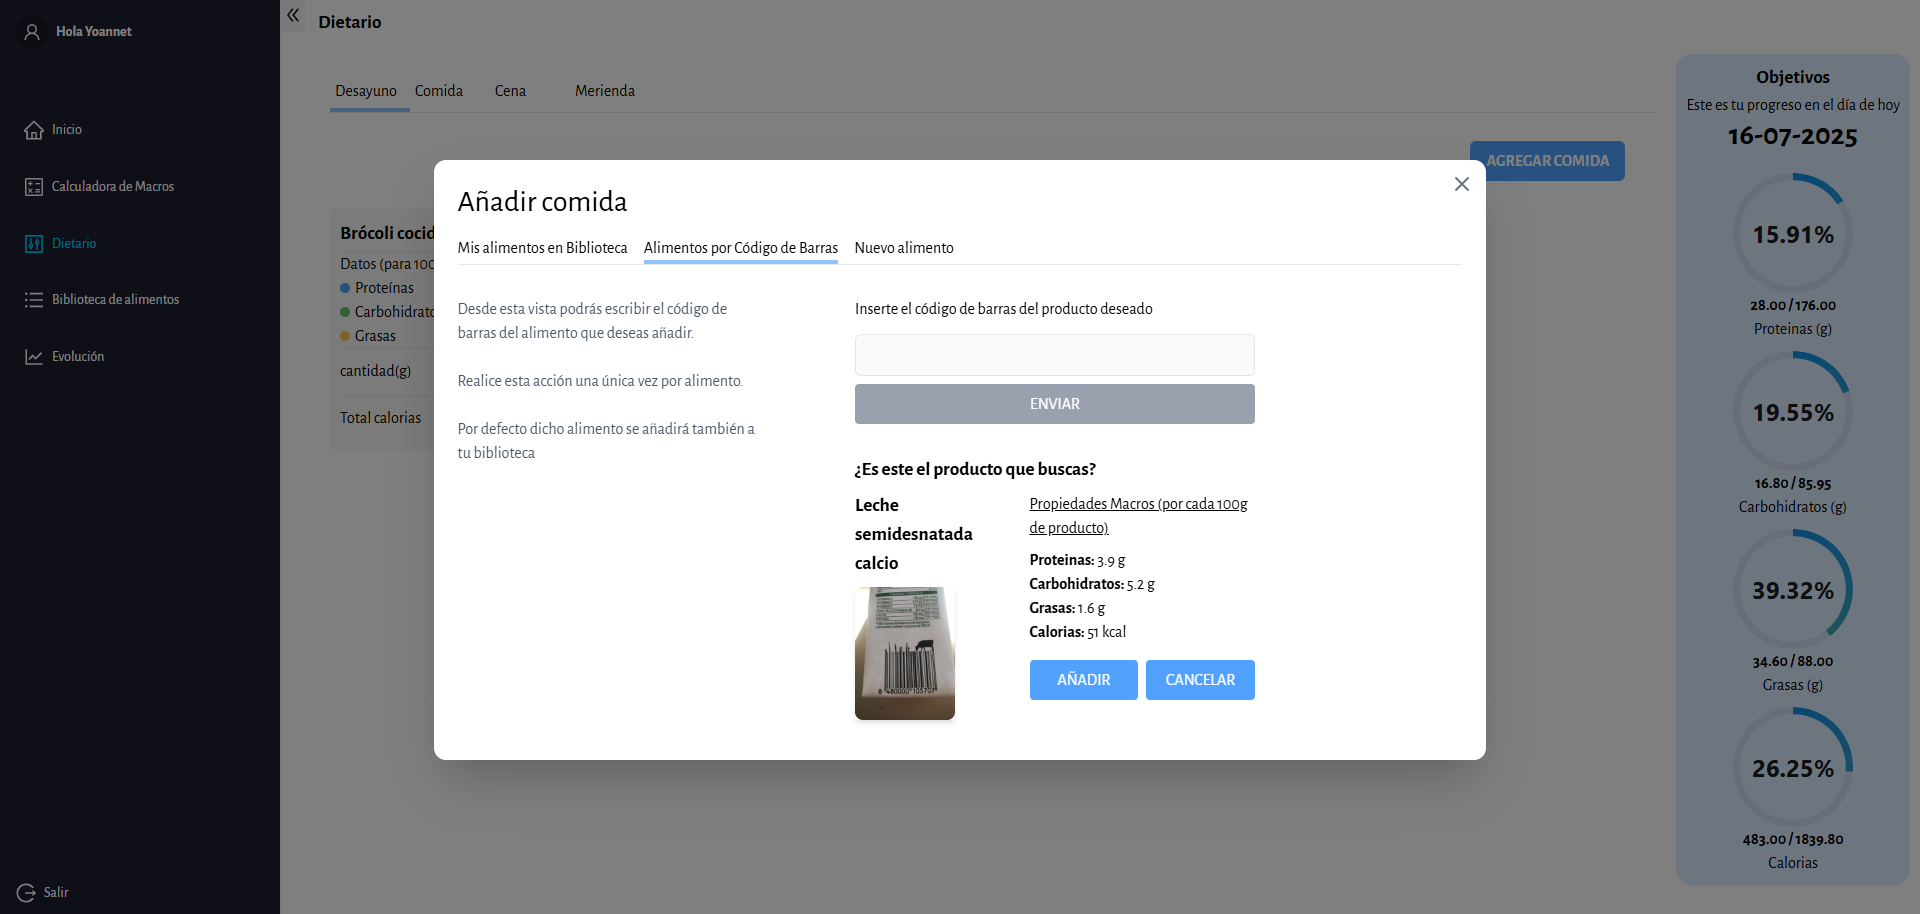 Hola Yoannet
Inicio
Calculadora de Macros
Dietario
Biblioteca de alimentos
Evolución
Salir
Dietario
Desayuno
Comida
Cena
Merienda
AGREGAR COMIDA
Brócoli cocid
Datos (para 100
Proteínas
Carbohidrato
Grasas
cantidad(g)
Total calorias
Añadir comida
Mis alimentos en Biblioteca
Alimentos por Código de Barras
Nuevo alimento
Desde esta vista podrás escribir el código de
barras del alimento que deseas añadir.
Realice esta acción una única vez por alimento.
Por defecto dicho alimento se añadirá también a
tu biblioteca
Inserte el código de barras del producto deseado
ENVIAR
¿Es este el producto que buscas?
Leche
semidesnatada
calcio
8 480000 105707
Propiedades Macros (por cada 100g
de producto)
Proteinas: 3.9 g
Carbohidratos: 5.2 g
Grasas: 1.6 g
Calorias: 51 kcal
AÑADIR
CANCELAR
Objetivos
Este es tu progreso en el día de hoy
16-07-2025
15.91%
28.00 / 176.00
Proteinas (g)
19.55%
16.80 / 85.95
Carbohidratos (g)
39.32%
34.60 / 88.00
Grasas (g)
26.25%
483.00 / 1839.80
Calorias